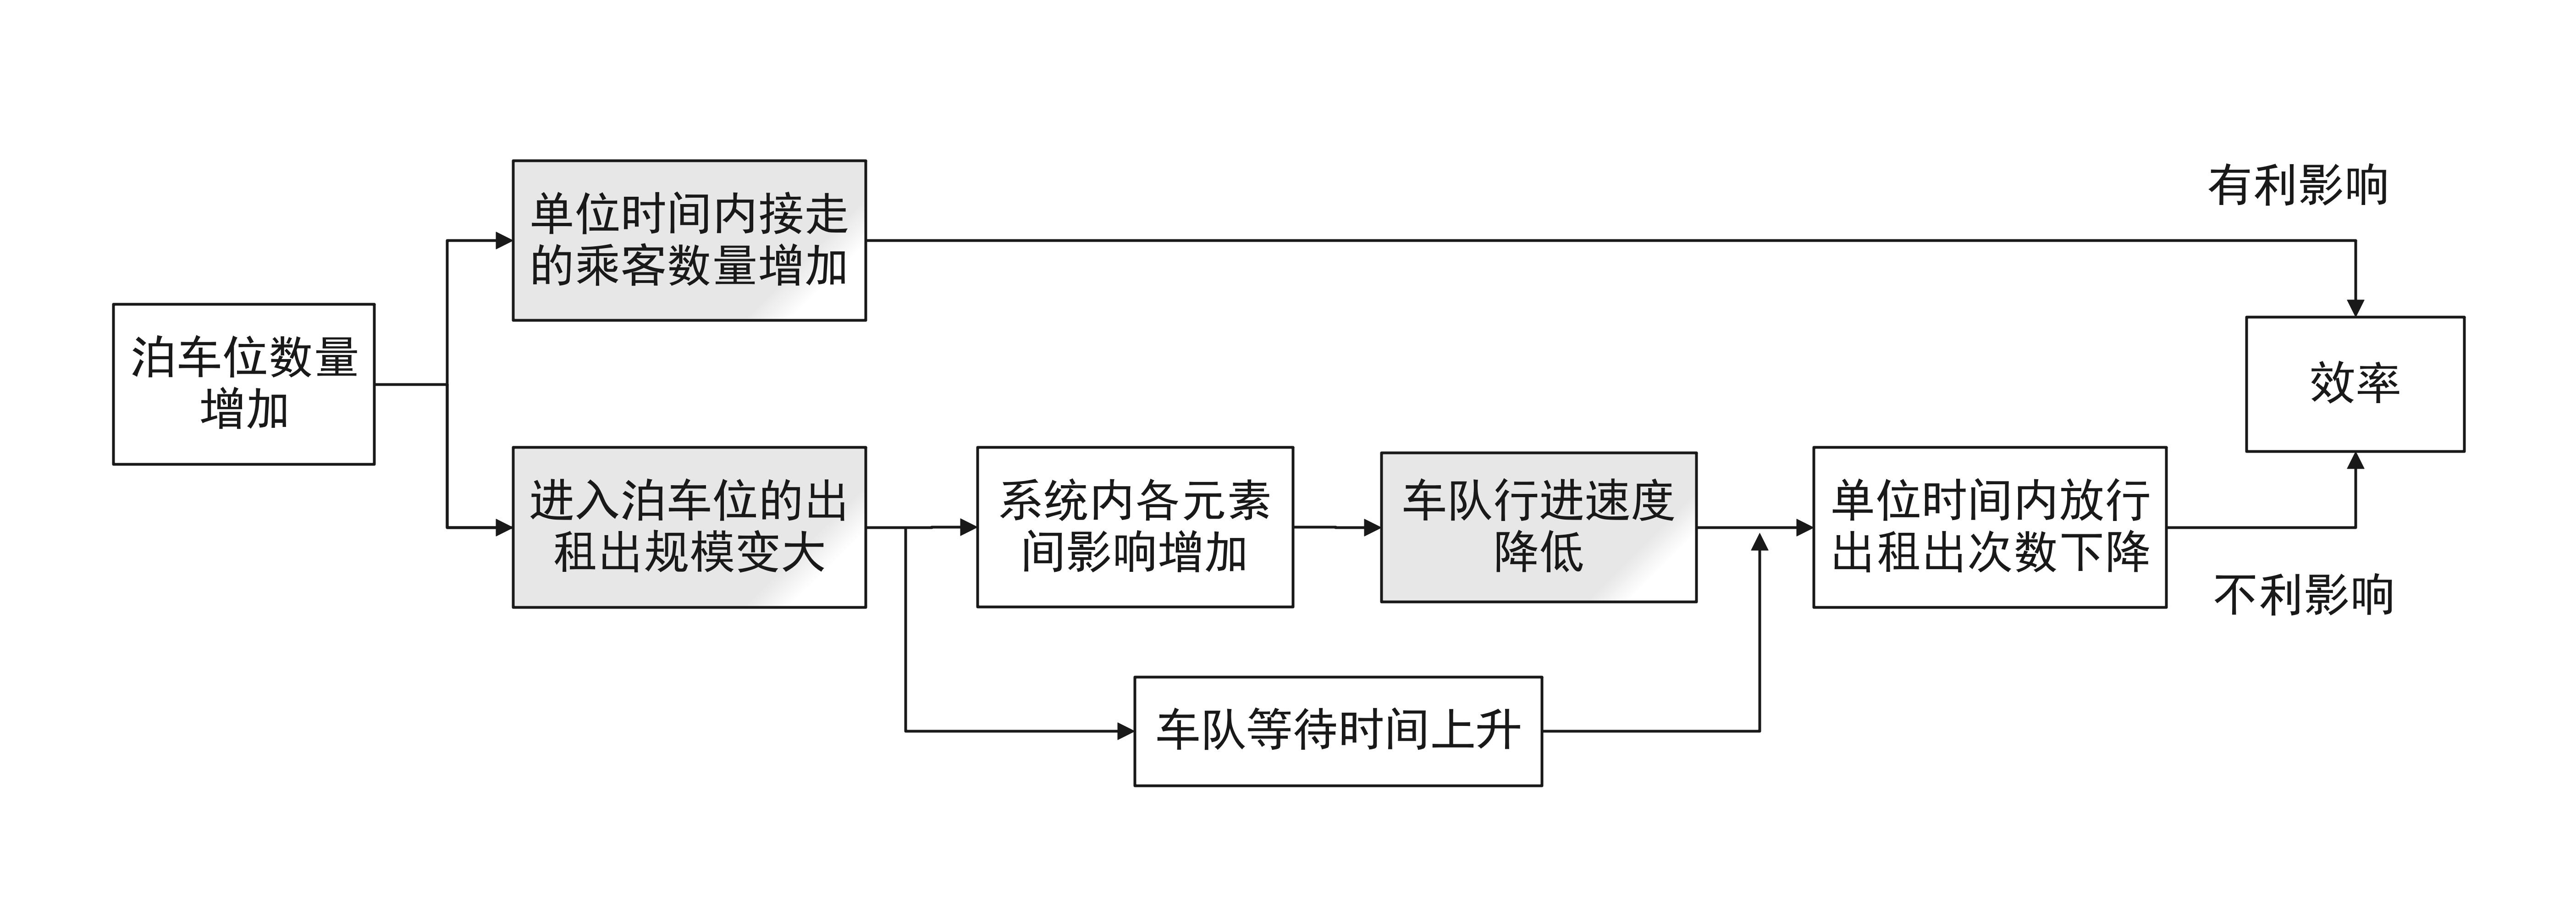 有利影响
单位时间内接走
的乘客数量增加
泊车位数量
增加
效率
进入泊车位的出
租出规模变大
系统内各元素
间影响增加
车队行进速度
降低
单位时间内放行
出租出次数下降
不利影响
车队等待时间上升